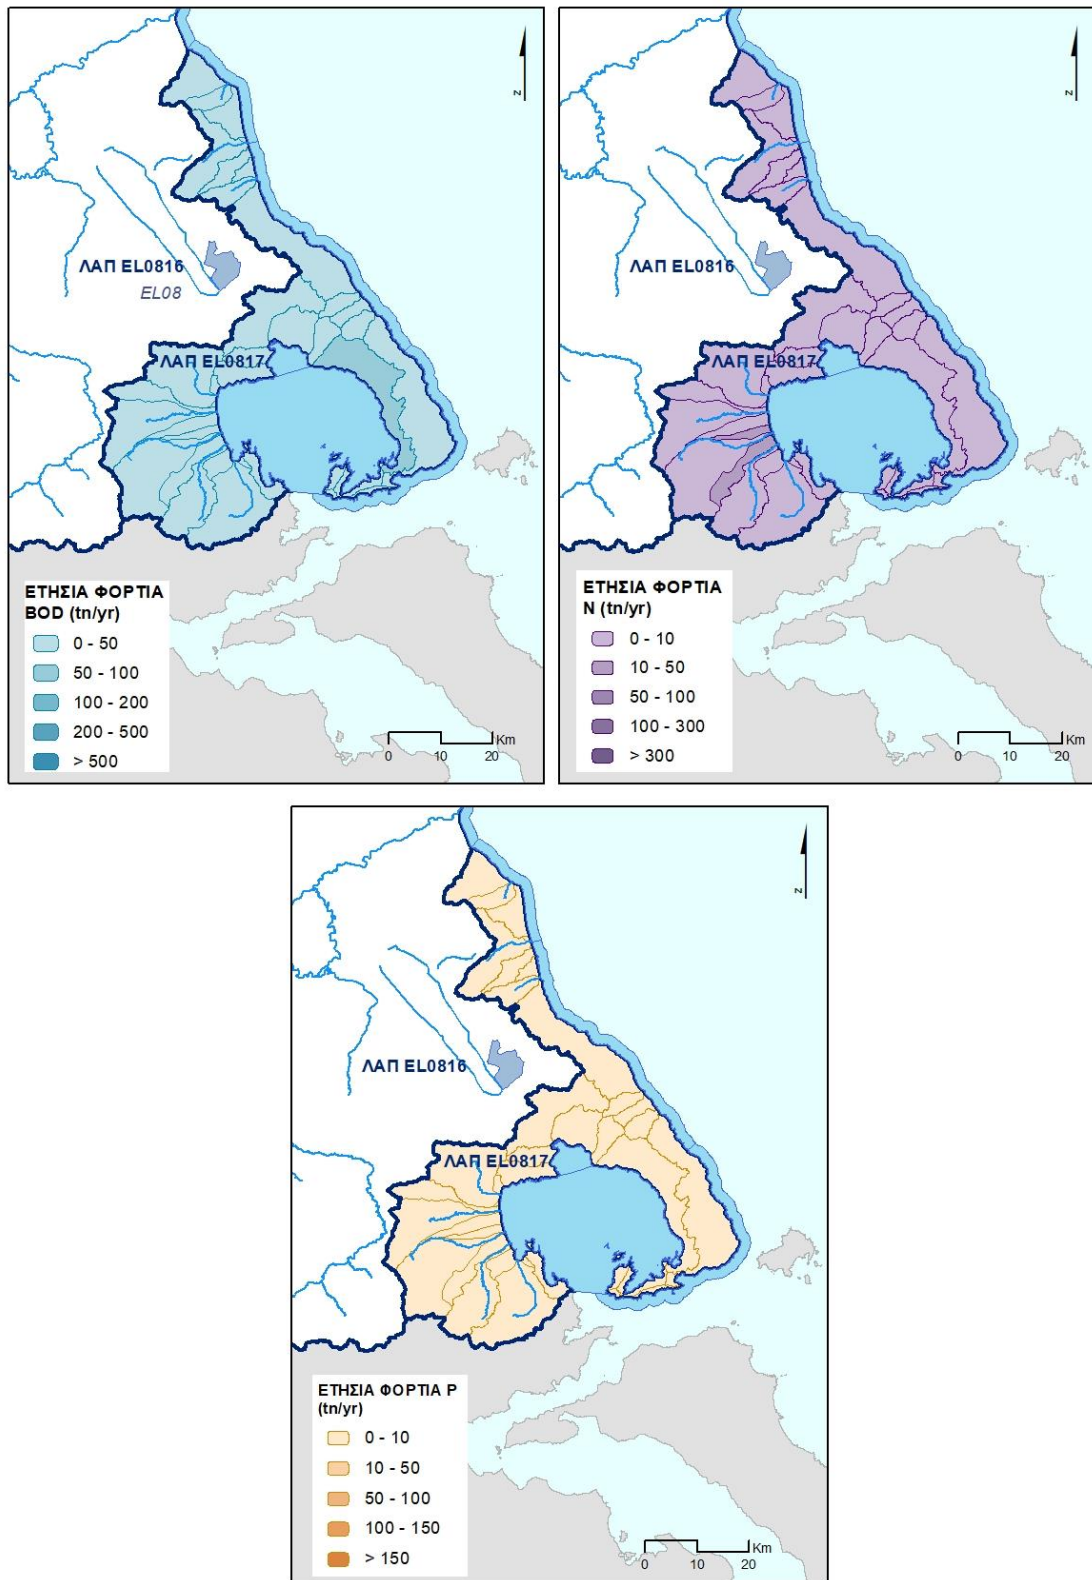 z
ΛΑΠ EL0816
EL08
ΛΑΠ EL0817
ΕΤΗΣΙΑ ΦΟΡΤΙΑ
BOD (tn/yr)
0 - 50
50 - 100
100 - 200
200 - 500
> 500
Km
0 10 20
z
ΛΑΠ EL0816
ΛΑΠ EL0817
ΕΤΗΣΙΑ ΦΟΡΤΙΑ
N (tn/yr)
0 - 10
10 - 50
50 - 100
100 - 300
> 300
Km
0 10 20
z
ΛΑΠ EL0816
ΛΑΠ EL0817
ΕΤΗΣΙΑ ΦΟΡΤΙΑ P
(tn/yr)
0 - 10
10 - 50
50 - 100
100 - 150
> 150
Km
0 10 20